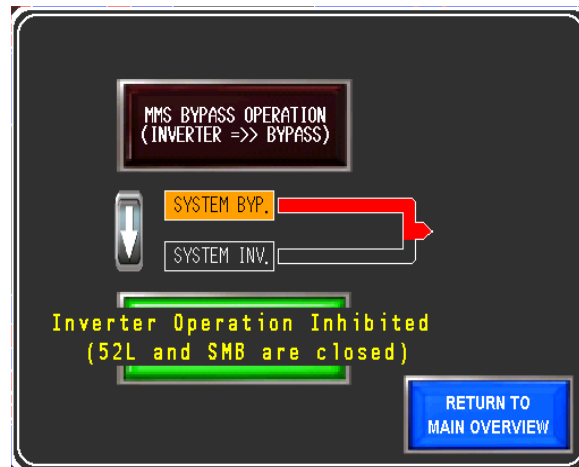 MMS BYPASS OPERATION
(INVERTER =>> BYPASS)
SYSTEM BYP.
SYSTEM INV.
Inverter Operation Inhibited
(52L and SMB are closed)
RETURN TO
MAIN OVERVIEW